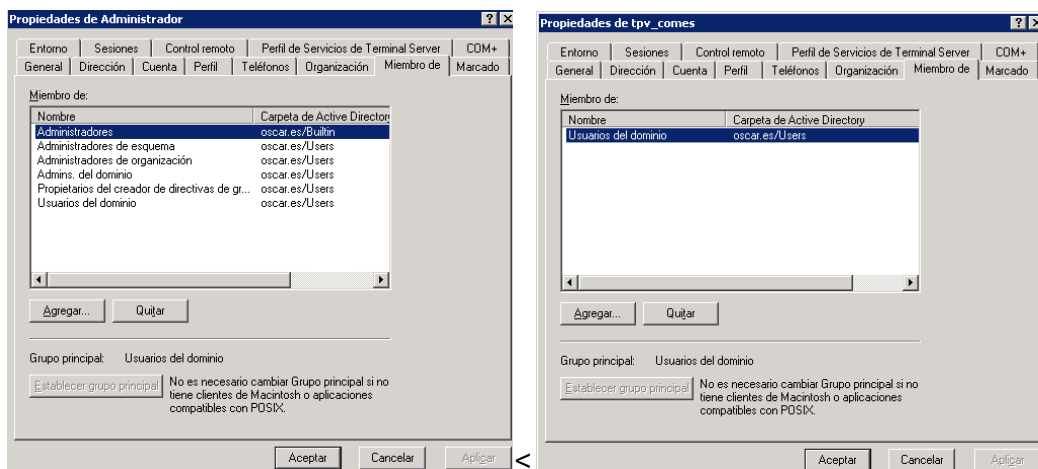 Propiedades de Administrador
Entorno Sesiones Control remoto Perfil de Servicios de Terminal Server COM+
General Dirección Cuenta Perfil Teléfonos Organización Miembro de Marcado
Miembro de:
Nombre Carpeta de Active Director
Administradores oscar.es/Builtin
Administradores de esquema oscar.es/Users
Administradores de organización oscar.es/Users
Admins. del dominio oscar.es/Users
Propietarios del creador de directivas de gr... oscar.es/Users
Usuarios del dominio oscar.es/Users
Agregar... Quitar
Grupo principal: Usuarios del dominio
Establecer grupo principal No es necesario cambiar Grupo principal si no
tiene clientes de Macintosh o aplicaciones
compatibles con POSIX.
Aceptar Cancelar Aplicar
<
Propiedades de tpv_comes
Entorno Sesiones Control remoto Perfil de Servicios de Terminal Server COM+
General Dirección Cuenta Perfil Teléfonos Organización Miembro de Marcado
Miembro de:
Nombre Carpeta de Active Directory
Usuarios del dominio oscar.es/Users
Agregar... Quitar
Grupo principal: Usuarios del dominio
Establecer grupo principal No es necesario cambiar Grupo principal si no
tiene clientes de Macintosh o aplicaciones
compatibles con POSIX.
Aceptar Cancelar Aplicar